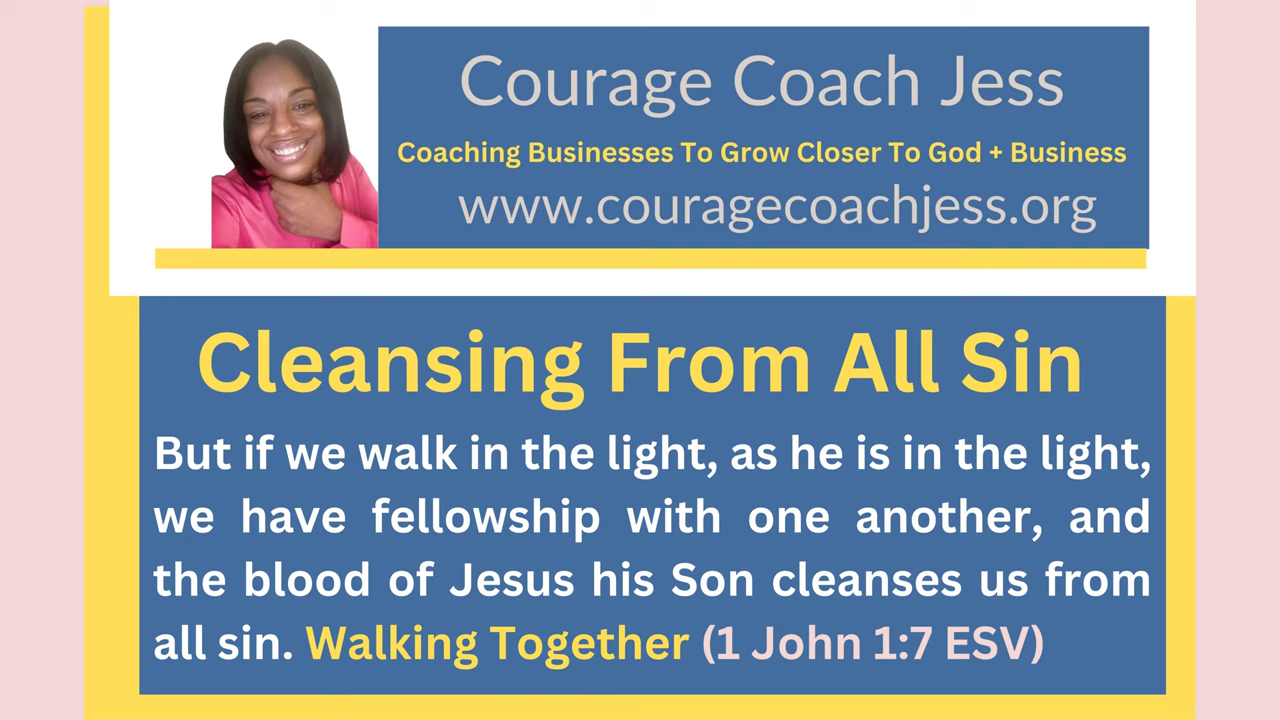 Courage Coach Jess
Coaching Businesses To Grow Closer To God + Business
www.couragecoachjess.org
Cleansing From All Sin
But if we walk in the light, as he is in the light,
we have fellowship with one another, and
the blood of Jesus his Son cleanses us from
all sin. Walking Together (1 John 1:7 ESV)